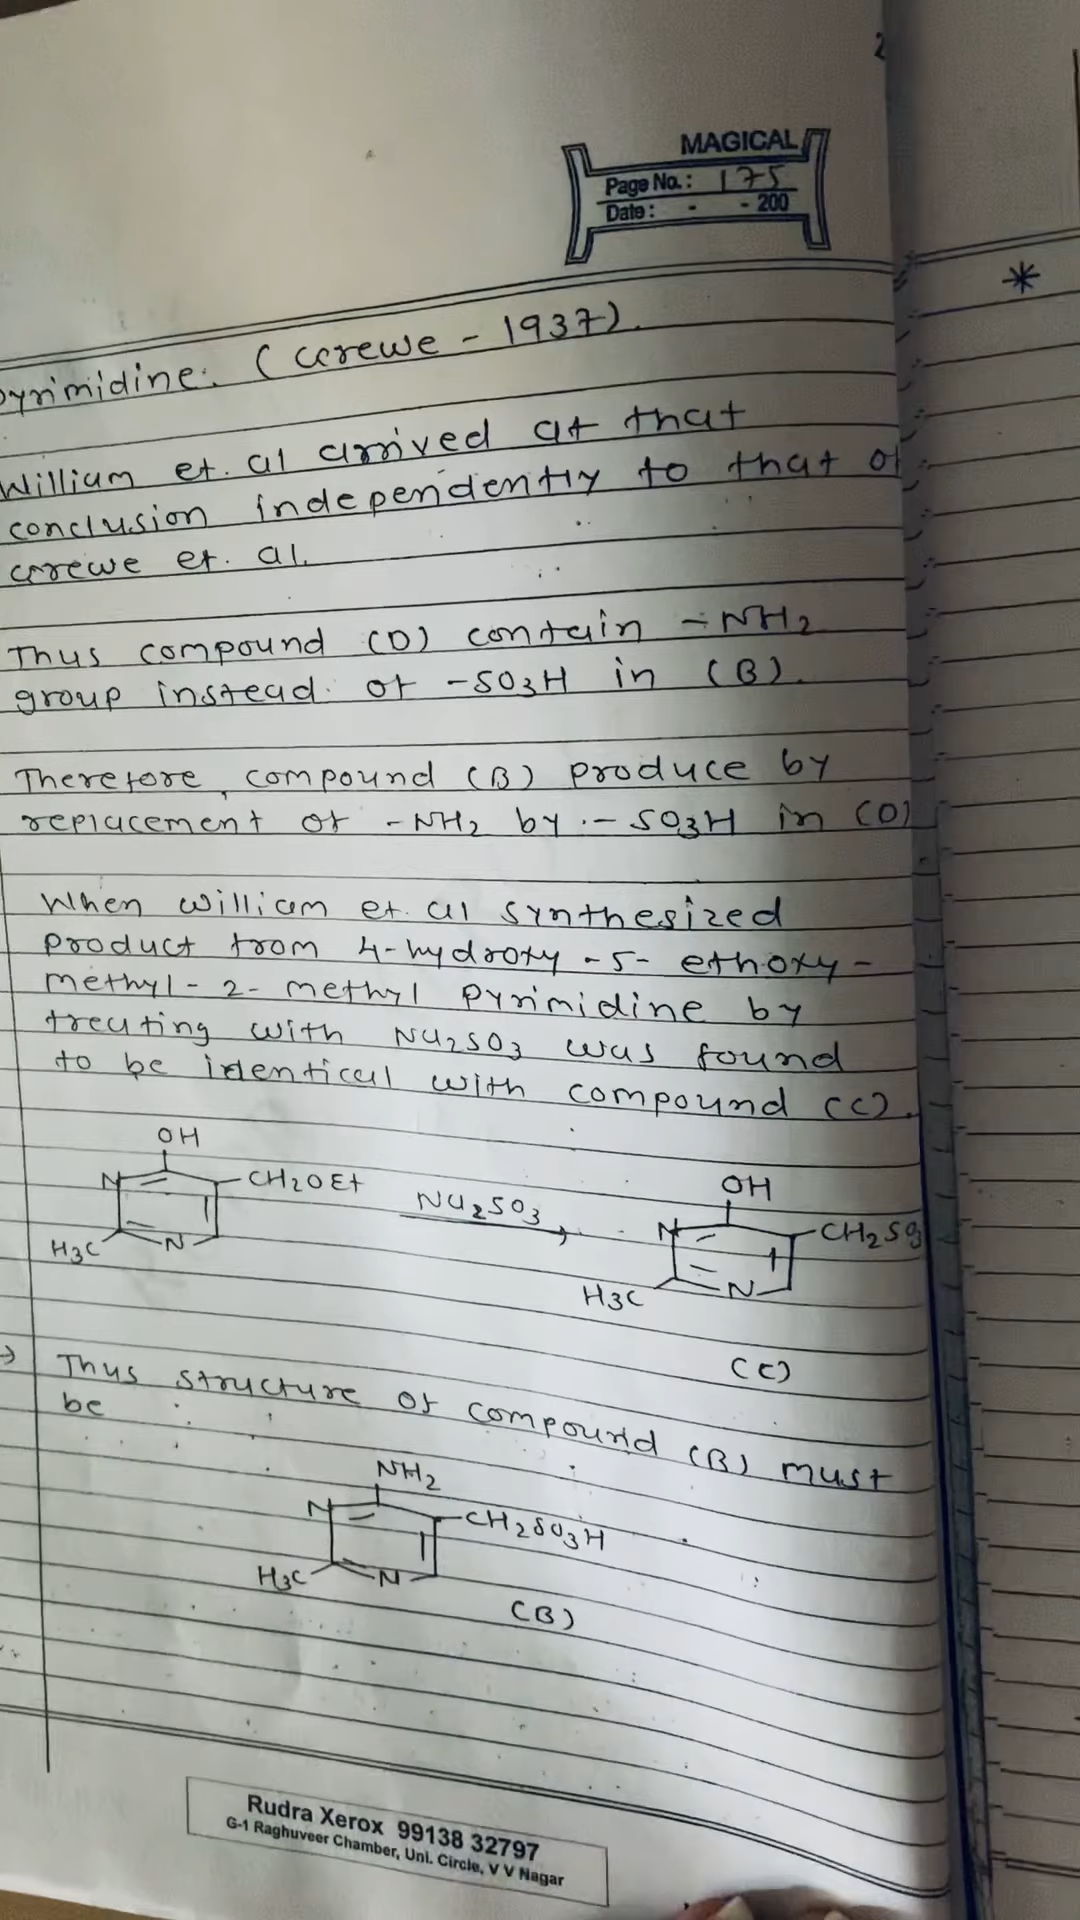 2
MAGICAL
Page No.: 175
Date: - - 200
*
pyrimidine. (Crewe - 1937).
William et. al arrived at that
conclusion independently to that of
crewe et. al.
Thus compound (D) contain -NH2
group instead. of -SO3H in (B).
Therefore, compound (B) produce by
replacement of -NH2 by -SO3H in (D)
When william et. al synthesized
product from 4-hydroxy-5-ethoxy-
methyl-2-methyl pyrimidine by
treating with Na2SO3 was found
to be identical with compound (C).
OH
N
CH2OEt
H3C
N
Na2SO3
OH
N
CH2SO3
H3C
N
(C)
→ Thus structure of compound (B) must
be
NH2
N
CH2SO3H
H3C
N
(B)
Rudra Xerox 99138 32797
G-1 Raghuveer Chamber, Uni. Circle, V V Nagar